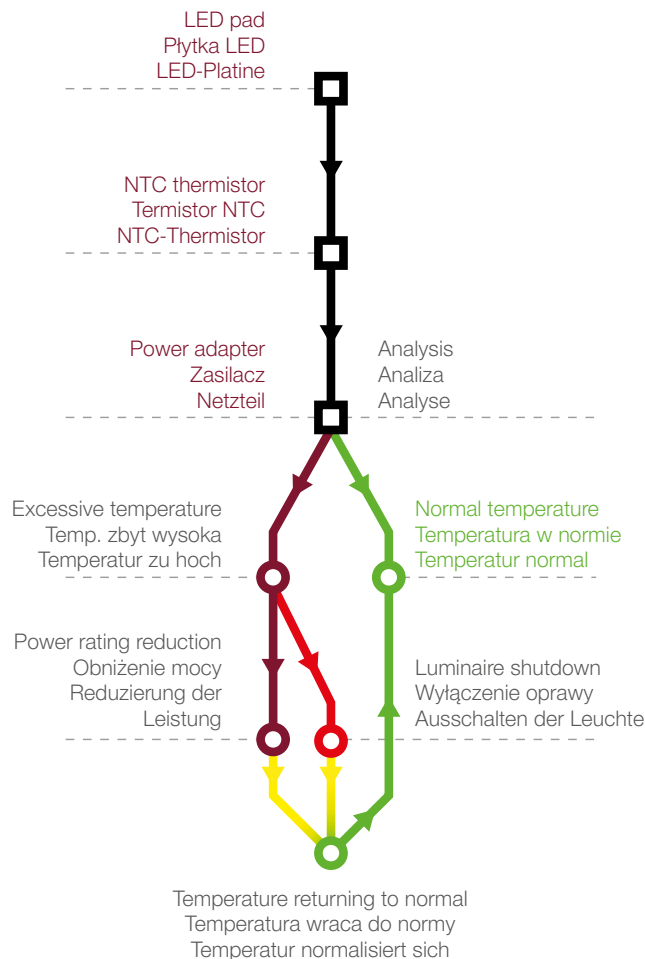 LED pad
Płytka LED
LED-Platine
NTC thermistor
Termistor NTC
NTC-Thermistor
Power adapter
Zasilacz
Netzteil
Analysis
Analiza
Analyse
Excessive temperature
Temp. zbyt wysoka
Temperatur zu hoch
Normal temperature
Temperatura w normie
Temperatur normal
Power rating reduction
Obniżenie mocy
Reduzierung der
Leistung
Luminaire shutdown
Wyłączenie oprawy
Ausschalten der Leuchte
Temperature returning to normal
Temperatura wraca do normy
Temperatur normalisiert sich